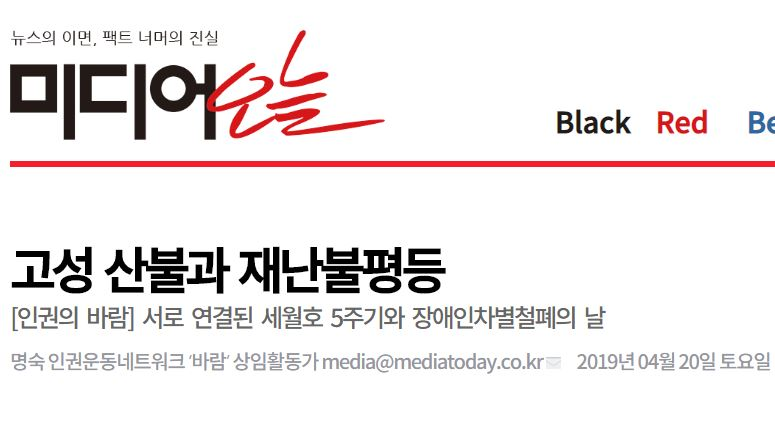 뉴스의 이면, 팩트 너머의 진실
미디어오늘
Black Red Be
고성 산불과 재난불평등
[인권의 바람] 서로 연결된 세월호 5주기와 장애인차별철폐의 날
명숙 인권운동네트워크 ‘바람’ 상임활동가 media@mediatoday.co.kr 2019년 04월 20일 토요일